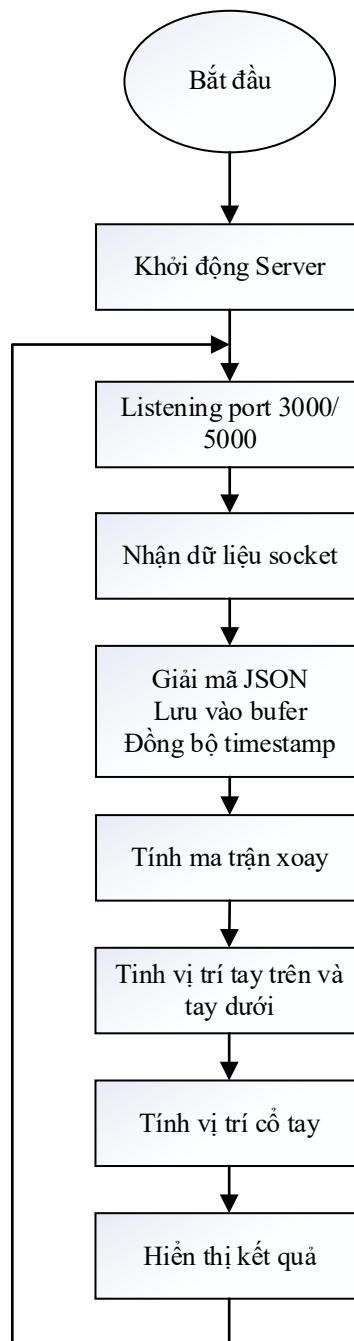 Bắt đầu
Khởi động Server
Listening port 3000/
5000
Nhận dữ liệu socket
Giải mã JSON
Lưu vào bufer
Đồng bộ timestamp
Tính ma trận xoay
Tinh vị trí tay trên và
tay dưới
Tính vị trí cổ tay
Hiển thị kết quả